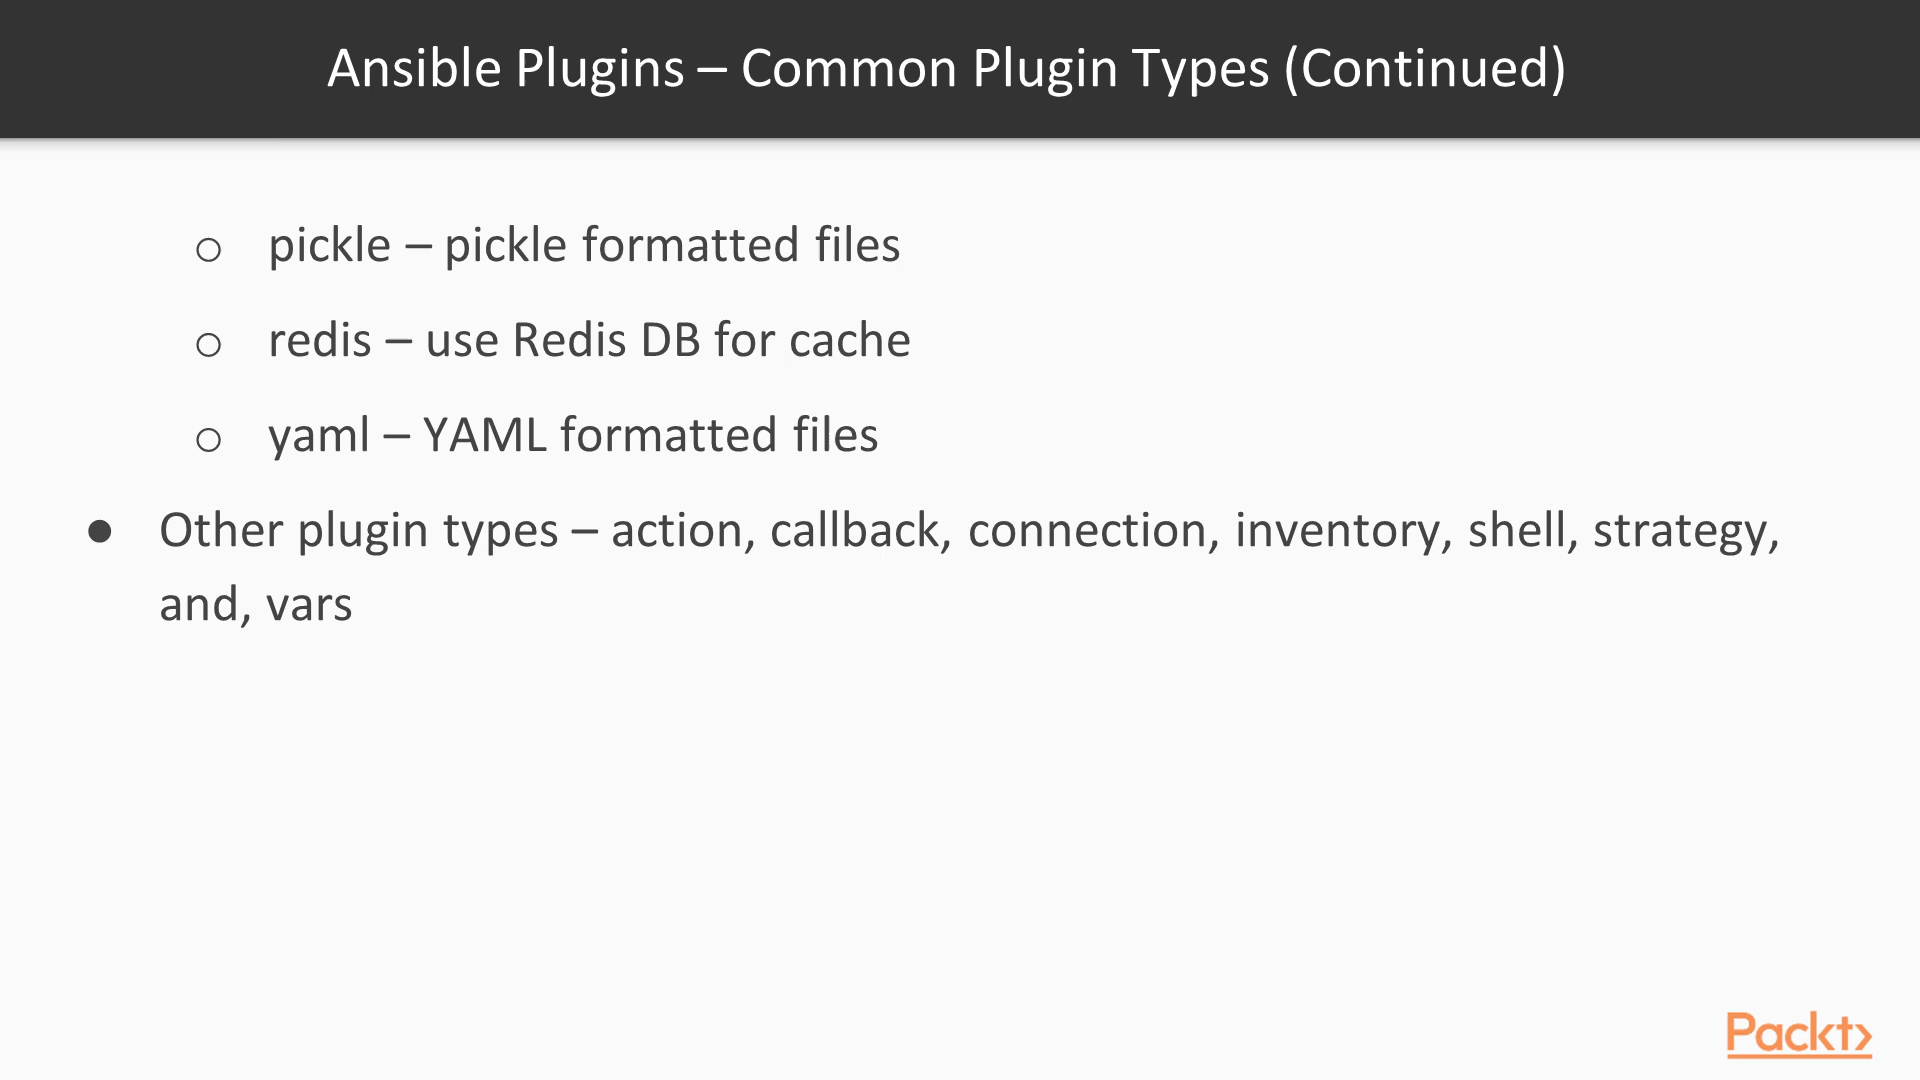 Ansible Plugins – Common Plugin Types (Continued)
○ pickle – pickle formatted files
○ redis – use Redis DB for cache
○ yaml – YAML formatted files
● Other plugin types – action, callback, connection, inventory, shell, strategy,
and, vars
Packt>